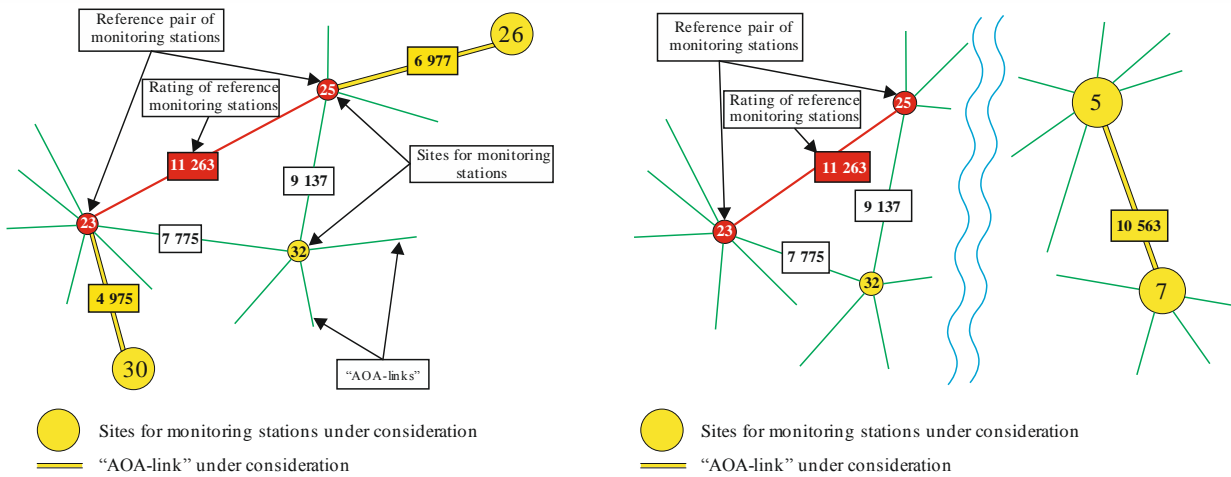 Reference pair of
monitoring stations
26
6 977
25
Rating of reference
monitoring stations
11 263
Sites for monitoring
stations
9 137
23
7 775
32
4 975
30
“AOA-links”
Sites for monitoring stations under consideration
“AOA-link” under consideration
Reference pair of
monitoring stations
25
5
Rating of reference
monitoring stations
11 263
9 137
23
10 563
7 775
32
7
Sites for monitoring stations under consideration
“AOA-link” under consideration